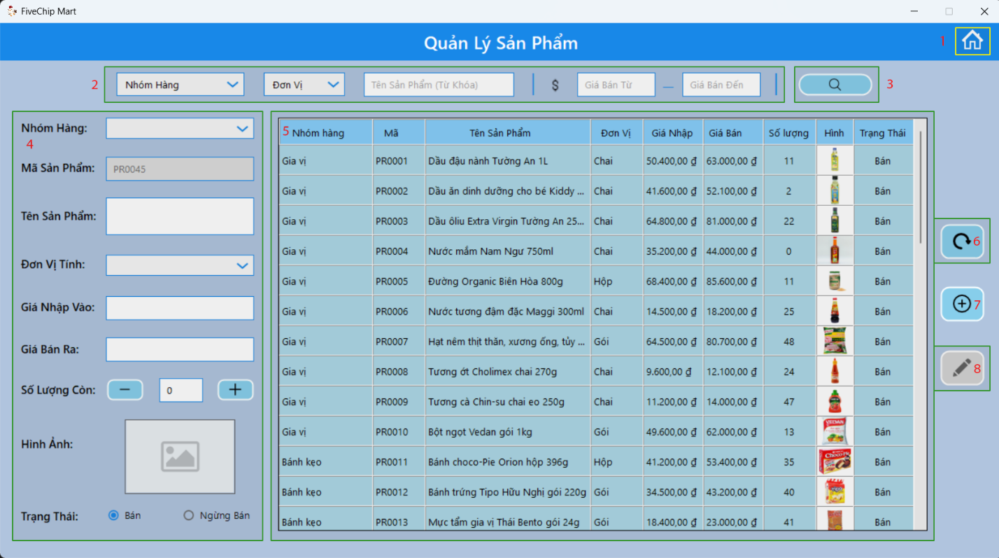 FiveChip Mart
Quản Lý Sản Phẩm
1
2
Nhóm Hàng
Đơn Vị
Tên Sản Phẩm (Từ Khóa)
$
Giá Bán Từ
Giá Bán Đến
3
Nhóm Hàng:
4
Mã Sản Phẩm: PR0045
Tên Sản Phẩm:
Đơn Vị Tính:
Giá Nhập Vào:
Giá Bán Ra:
Số Lượng Còn: 0
Hình Ảnh:
Trạng Thái: Bán Ngừng Bán
5 Nhóm hàng Mã Tên Sản Phẩm Đơn Vị Giá Nhập Giá Bán Số lượng Hình Trạng Thái
Gia vị PR0001 Dầu đậu nành Tường An 1L Chai 50.400,00 ₫ 63.000,00 ₫ 11 Bán
Gia vị PR0002 Dầu ăn dinh dưỡng cho bé Kiddy ... Chai 41.600,00 ₫ 52.100,00 ₫ 2 Bán
Gia vị PR0003 Dầu ôliu Extra Virgin Tường An 25... Chai 64.800,00 ₫ 81.000,00 ₫ 22 Bán
Gia vị PR0004 Nước mắm Nam Ngư 750ml Chai 35.200,00 ₫ 44.000,00 ₫ 0 Bán
Gia vị PR0005 Đường Organic Biên Hòa 800g Hộp 68.400,00 ₫ 85.600,00 ₫ 11 Bán
Gia vị PR0006 Nước tương đậm đặc Maggi 300ml Chai 14.500,00 ₫ 18.200,00 ₫ 25 Bán
Gia vị PR0007 Hạt nêm thịt thăn, xương ống, tủy ... Gói 64.500,00 ₫ 80.700,00 ₫ 48 Bán
Gia vị PR0008 Tương ớt Cholimex chai 270g Chai 9.600,00 ₫ 12.100,00 ₫ 24 Bán
Gia vị PR0009 Tương cà Chin-su chai eo 250g Chai 11.200,00 ₫ 14.000,00 ₫ 47 Bán
Gia vị PR0010 Bột ngọt Vedan gói 1kg Gói 49.600,00 ₫ 62.000,00 ₫ 13 VEDAN Bán
Bánh kẹo PR0011 Bánh choco-Pie Orion hộp 396g Hộp 41.200,00 ₫ 53.400,00 ₫ 35 ChocoPie Bán
Bánh kẹo PR0012 Bánh trứng Tipo Hữu Nghị gói 220g Gói 34.500,00 ₫ 43.200,00 ₫ 40 Bán
Bánh kẹo PR0013 Mực tẩm gia vị Thái Bento gói 24g Gói 18.400,00 ₫ 23.000,00 ₫ 41 Bán
6
7
8